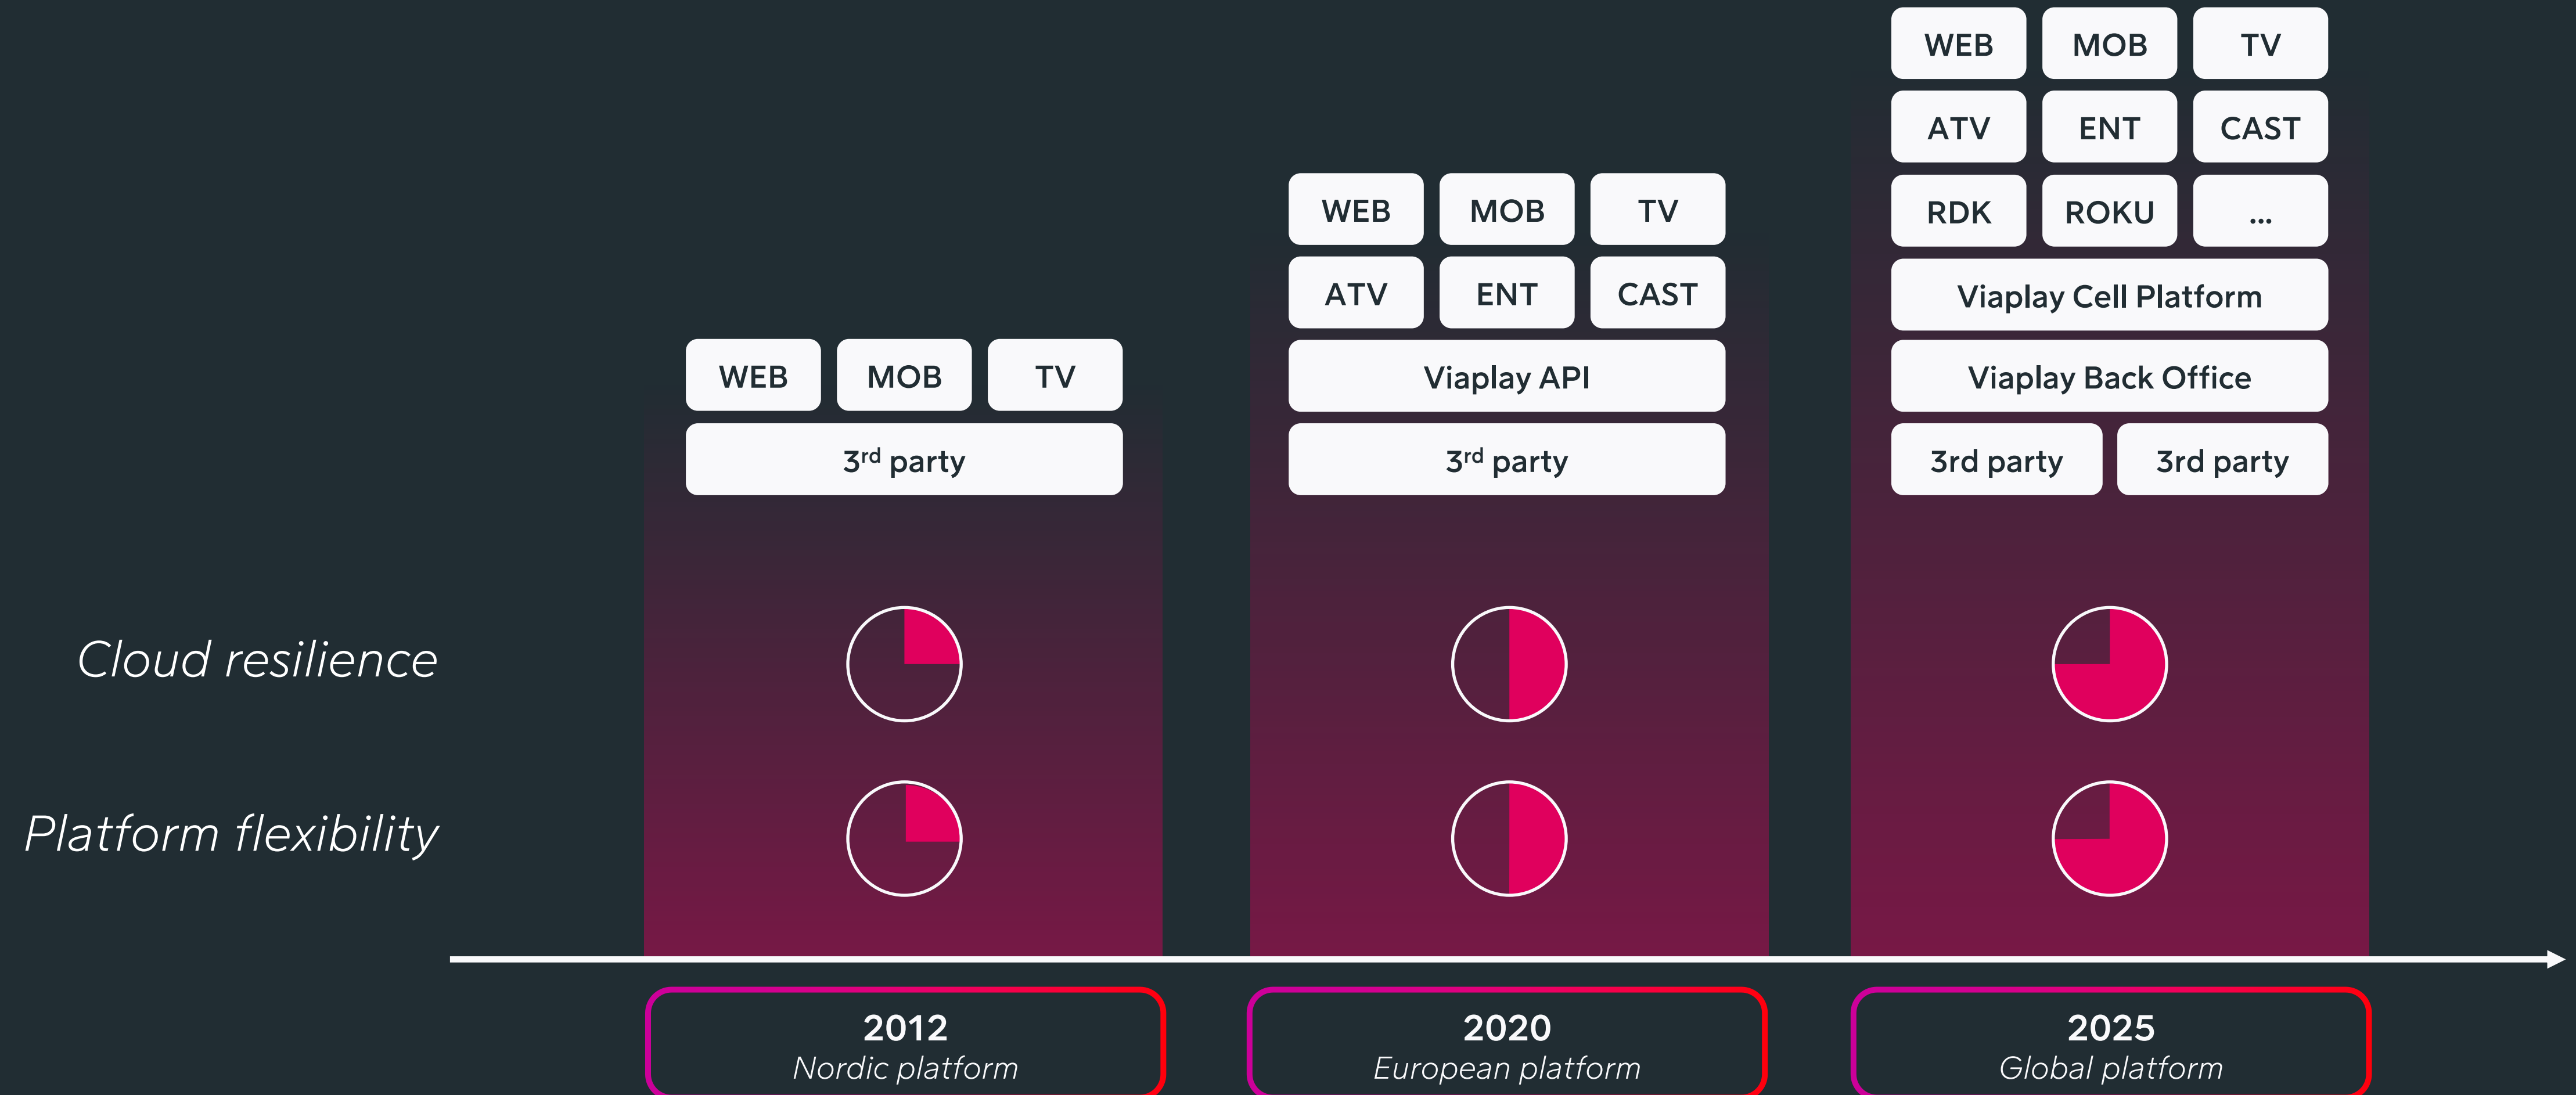 WEB MOB TV
ATV ENT CAST
RDK ROKU ...
Viaplay Cell Platform
Viaplay Back Office
3rd party 3rd party
WEB MOB TV
ATV ENT CAST
Viaplay API
3rd party
WEB MOB TV
3rd party
Cloud resilience
Platform flexibility
2012
Nordic platform
2020
European platform
2025
Global platform